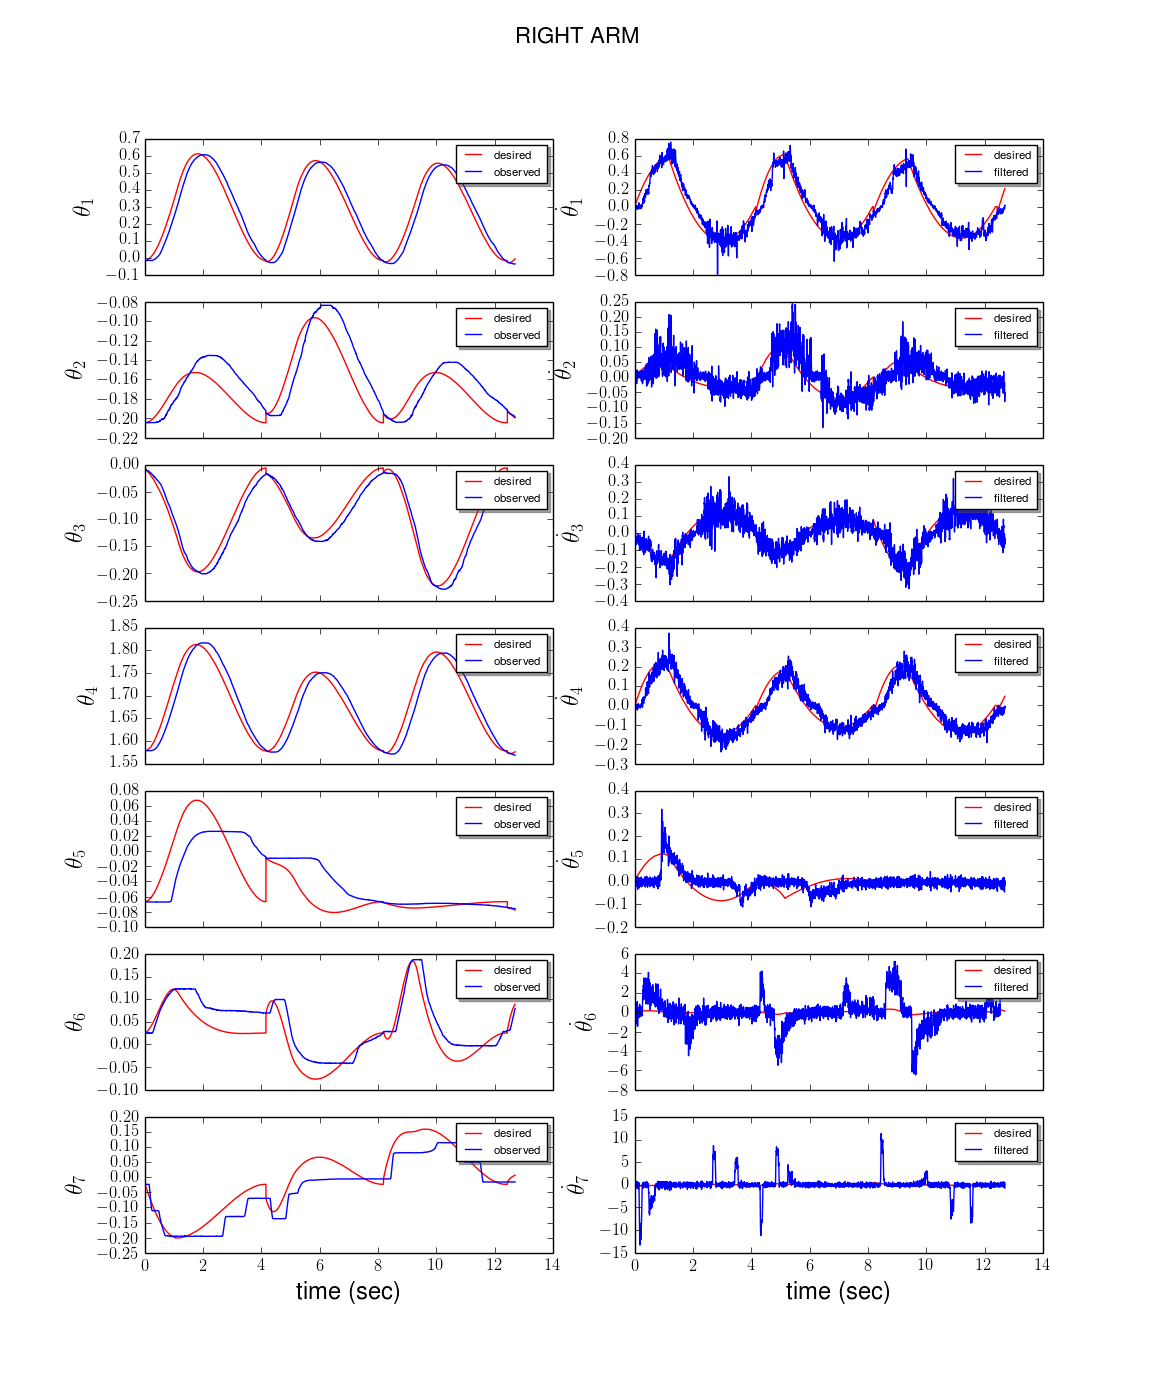 RIGHT ARM
0.7
0.6
0.5
0.4
0.3
0.2
0.1
0.0
−0.1
θ1
desired
observed
0.8
0.6
0.4
0.2
0.0
−0.2
−0.4
−0.6
−0.8
θ̇1
desired
filtered
−0.08
−0.10
−0.12
−0.14
−0.16
−0.18
−0.20
−0.22
θ2
desired
observed
0.25
0.20
0.15
0.10
0.05
0.00
−0.05
−0.10
−0.15
−0.20
θ̇2
desired
filtered
0.00
−0.05
−0.10
−0.15
−0.20
−0.25
θ3
desired
observed
0.4
0.3
0.2
0.1
0.0
−0.1
−0.2
−0.3
−0.4
θ̇3
desired
filtered
1.85
1.80
1.75
1.70
1.65
1.60
1.55
θ4
desired
observed
0.4
0.3
0.2
0.1
0.0
−0.1
−0.2
−0.3
θ̇4
desired
filtered
0.08
0.06
0.04
0.02
0.00
−0.02
−0.04
−0.06
−0.08
−0.10
θ5
desired
observed
0.4
0.3
0.2
0.1
0.0
−0.1
−0.2
θ̇5
desired
filtered
0.20
0.15
0.10
0.05
0.00
−0.05
−0.10
θ6
desired
observed
6
4
2
0
−2
−4
−6
−8
θ̇6
desired
filtered
0.20
0.15
0.10
0.05
0.00
−0.05
−0.10
−0.15
−0.20
−0.25
θ7
desired
observed
0 2 4 6 8 10 12 14
time (sec)
15
10
5
0
−5
−10
−15
θ̇7
desired
filtered
0 2 4 6 8 10 12 14
time (sec)